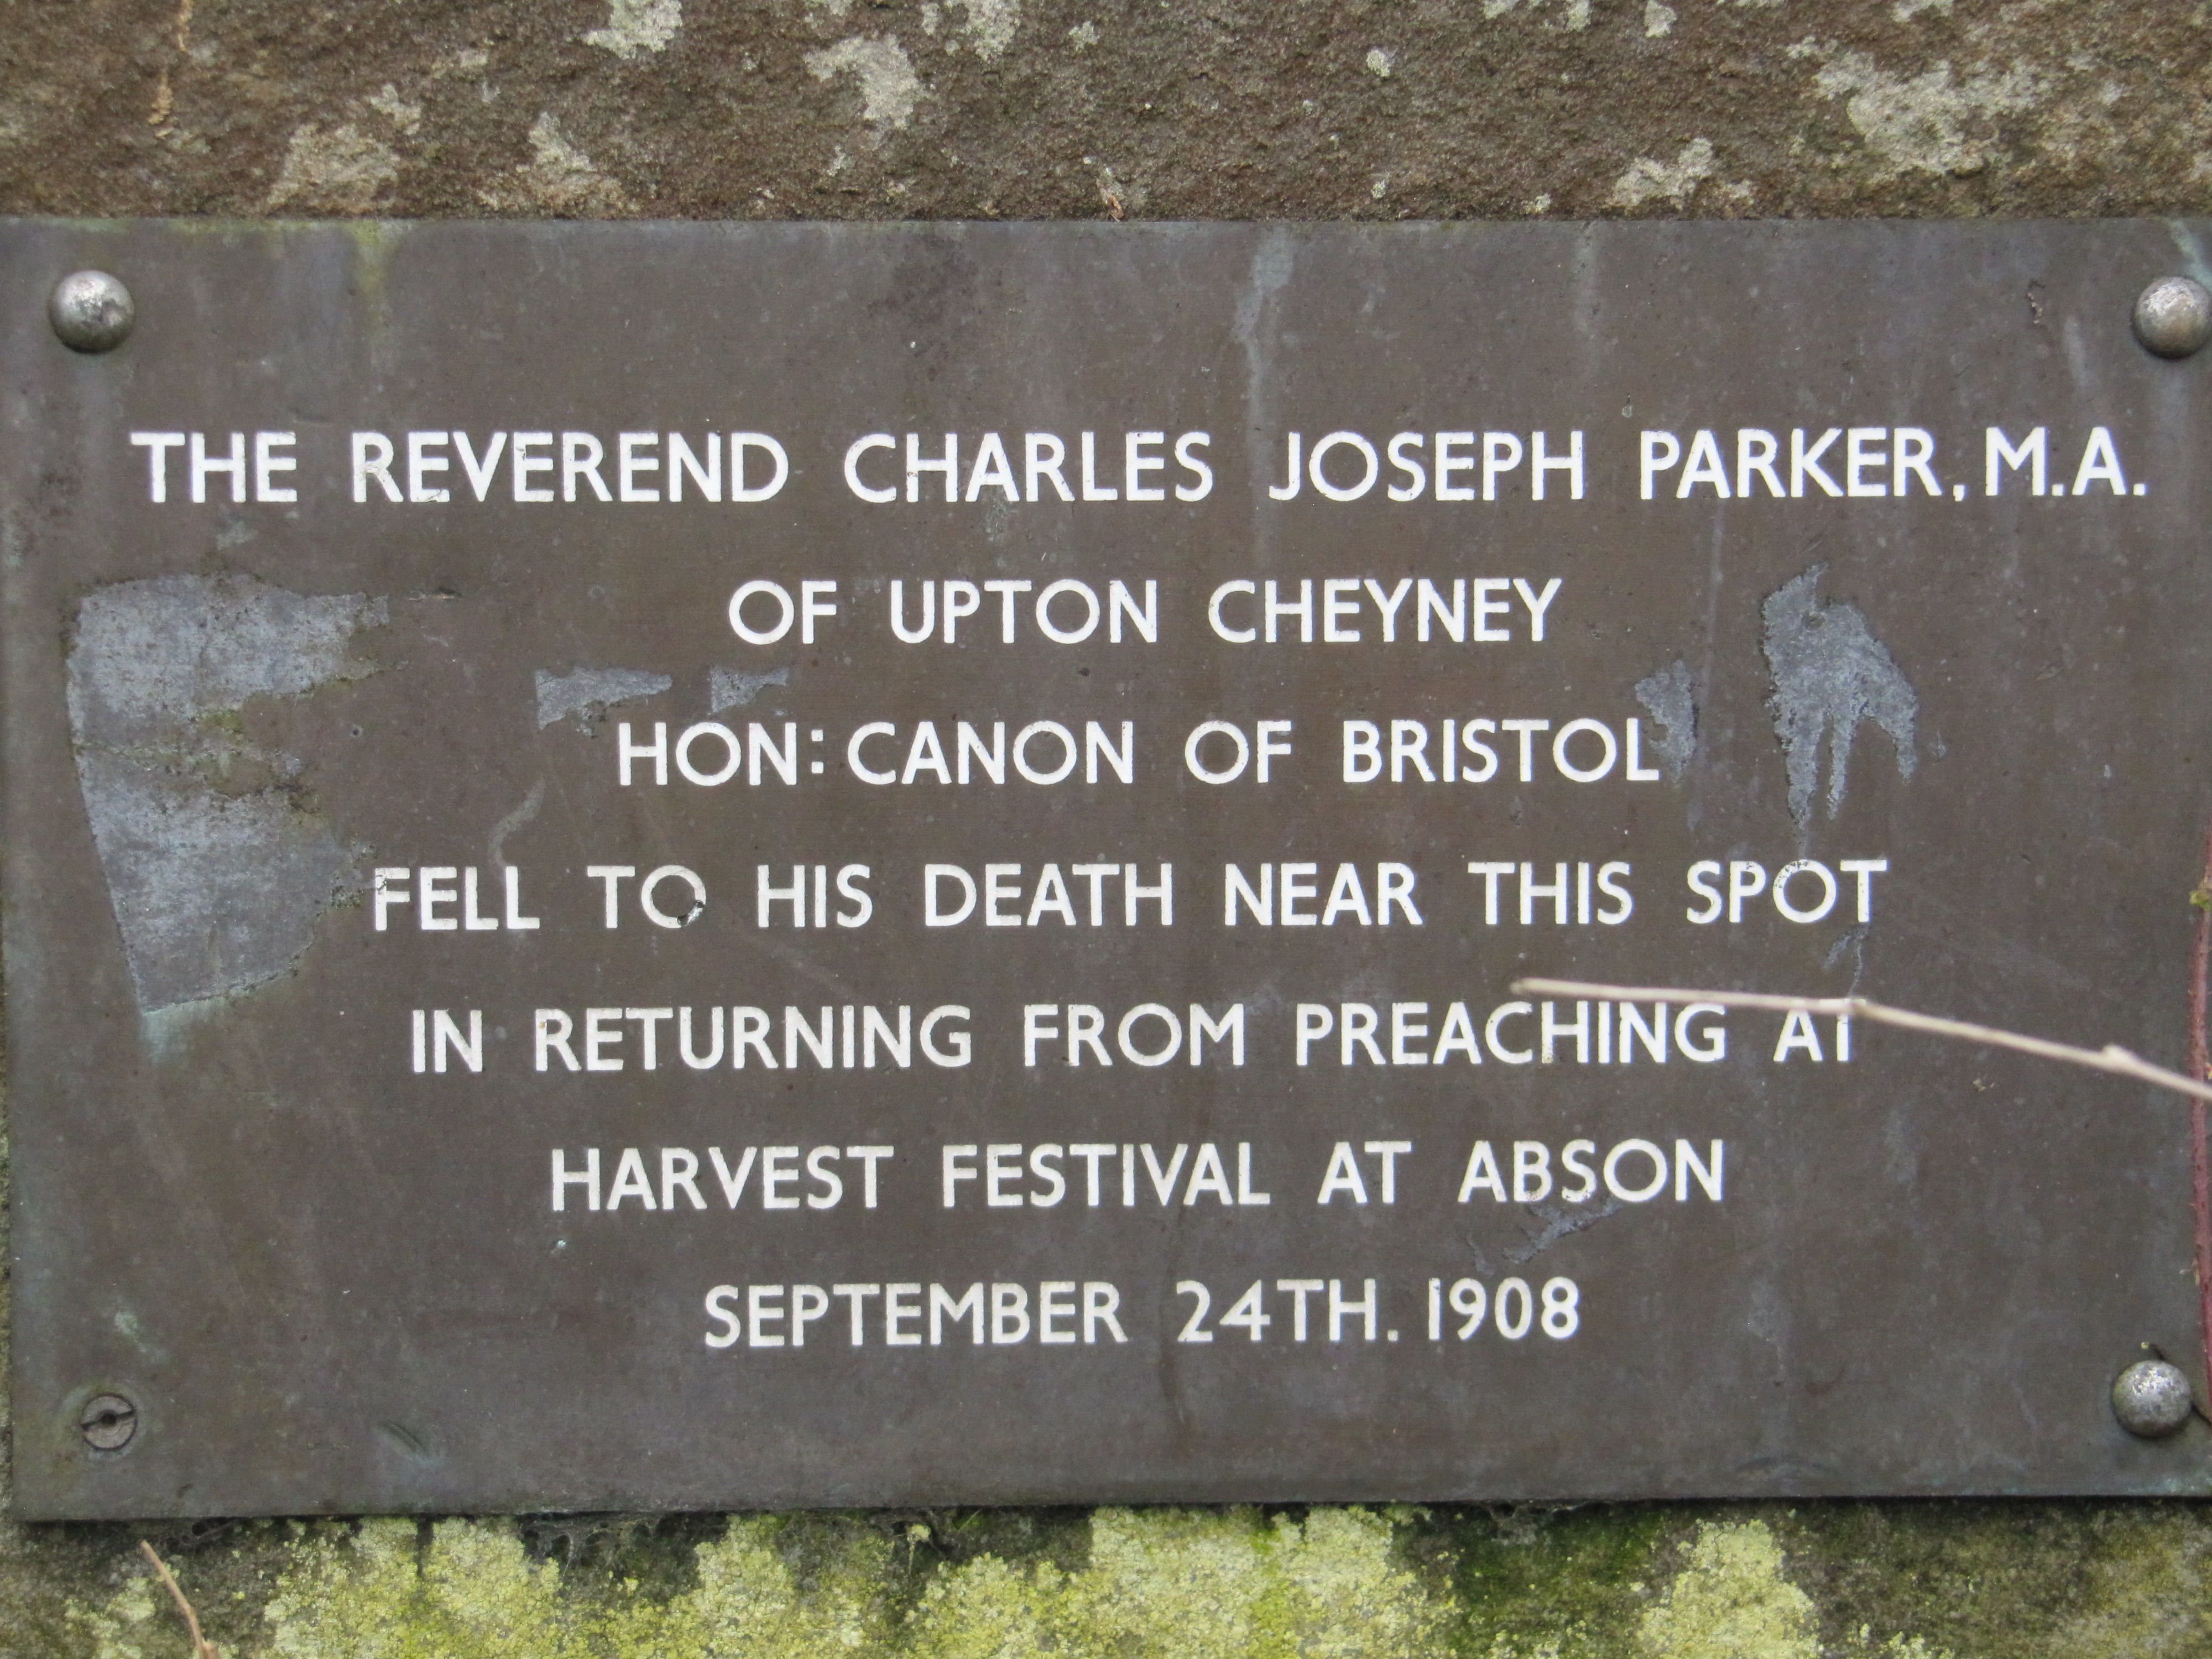 THE REVEREND CHARLES JOSEPH PARKER, M.A.
OF UPTON CHEYNEY
HON: CANON OF BRISTOL
FELL TO HIS DEATH NEAR THIS SPOT
IN RETURNING FROM PREACHING AT
HARVEST FESTIVAL AT ABSON
SEPTEMBER 24TH. 1908